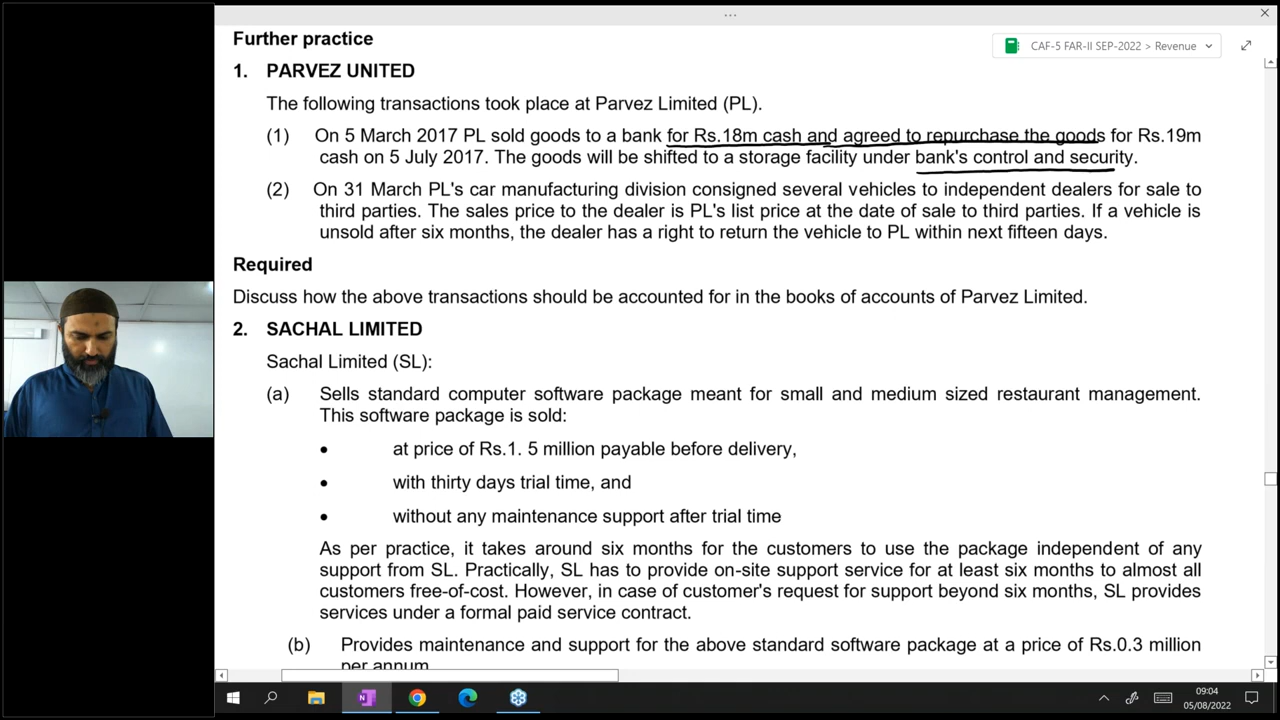 Further practice
CAF-5 FAR-II SEP-2022 > Revenue
1. PARVEZ UNITED
The following transactions took place at Parvez Limited (PL).
(1) On 5 March 2017 PL sold goods to a bank for Rs.18m cash and agreed to repurchase the goods for Rs.19m
cash on 5 July 2017. The goods will be shifted to a storage facility under bank's control and security.
(2) On 31 March PL's car manufacturing division consigned several vehicles to independent dealers for sale to
third parties. The sales price to the dealer is PL's list price at the date of sale to third parties. If a vehicle is
unsold after six months, the dealer has a right to return the vehicle to PL within next fifteen days.
Required
Discuss how the above transactions should be accounted for in the books of accounts of Parvez Limited.
2. SACHAL LIMITED
Sachal Limited (SL):
(a) Sells standard computer software package meant for small and medium sized restaurant management.
This software package is sold:
• at price of Rs.1. 5 million payable before delivery,
• with thirty days trial time, and
• without any maintenance support after trial time
As per practice, it takes around six months for the customers to use the package independent of any
support from SL. Practically, SL has to provide on-site support service for at least six months to almost all
customers free-of-cost. However, in case of customer's request for support beyond six months, SL provides
services under a formal paid service contract.
(b) Provides maintenance and support for the above standard software package at a price of Rs.0.3 million
per annum
09:04
05/08/2022